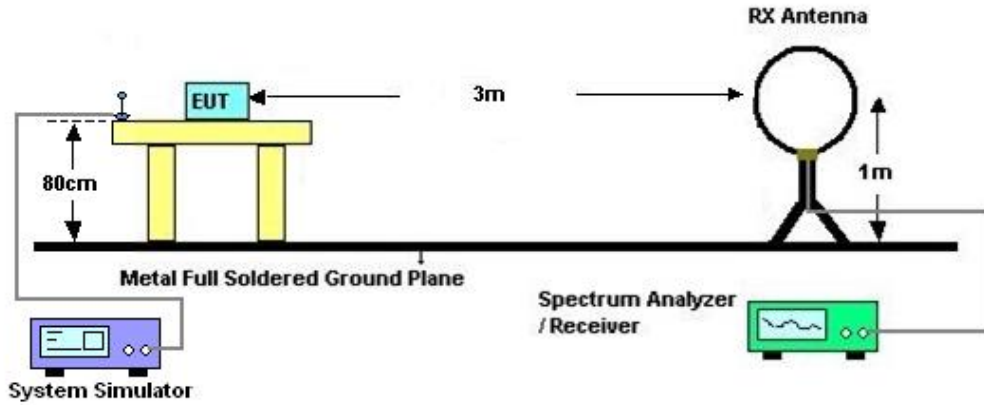 RX Antenna
EUT
3m
80cm
1m
Metal Full Soldered Ground Plane
Spectrum Analyzer
/ Receiver
System Simulator